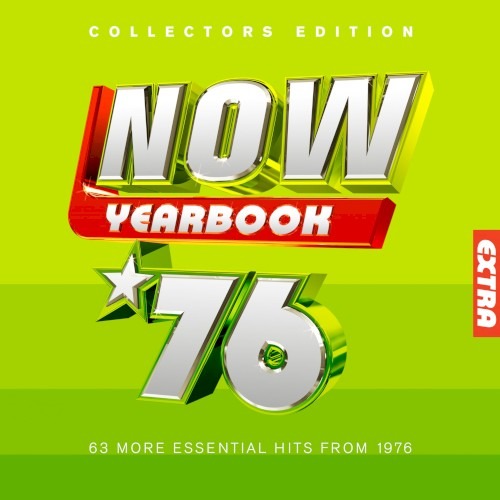 COLLECTORS EDITION
NOW
YEARBOOK
'76
EXTRA
63 MORE ESSENTIAL HITS FROM 1976